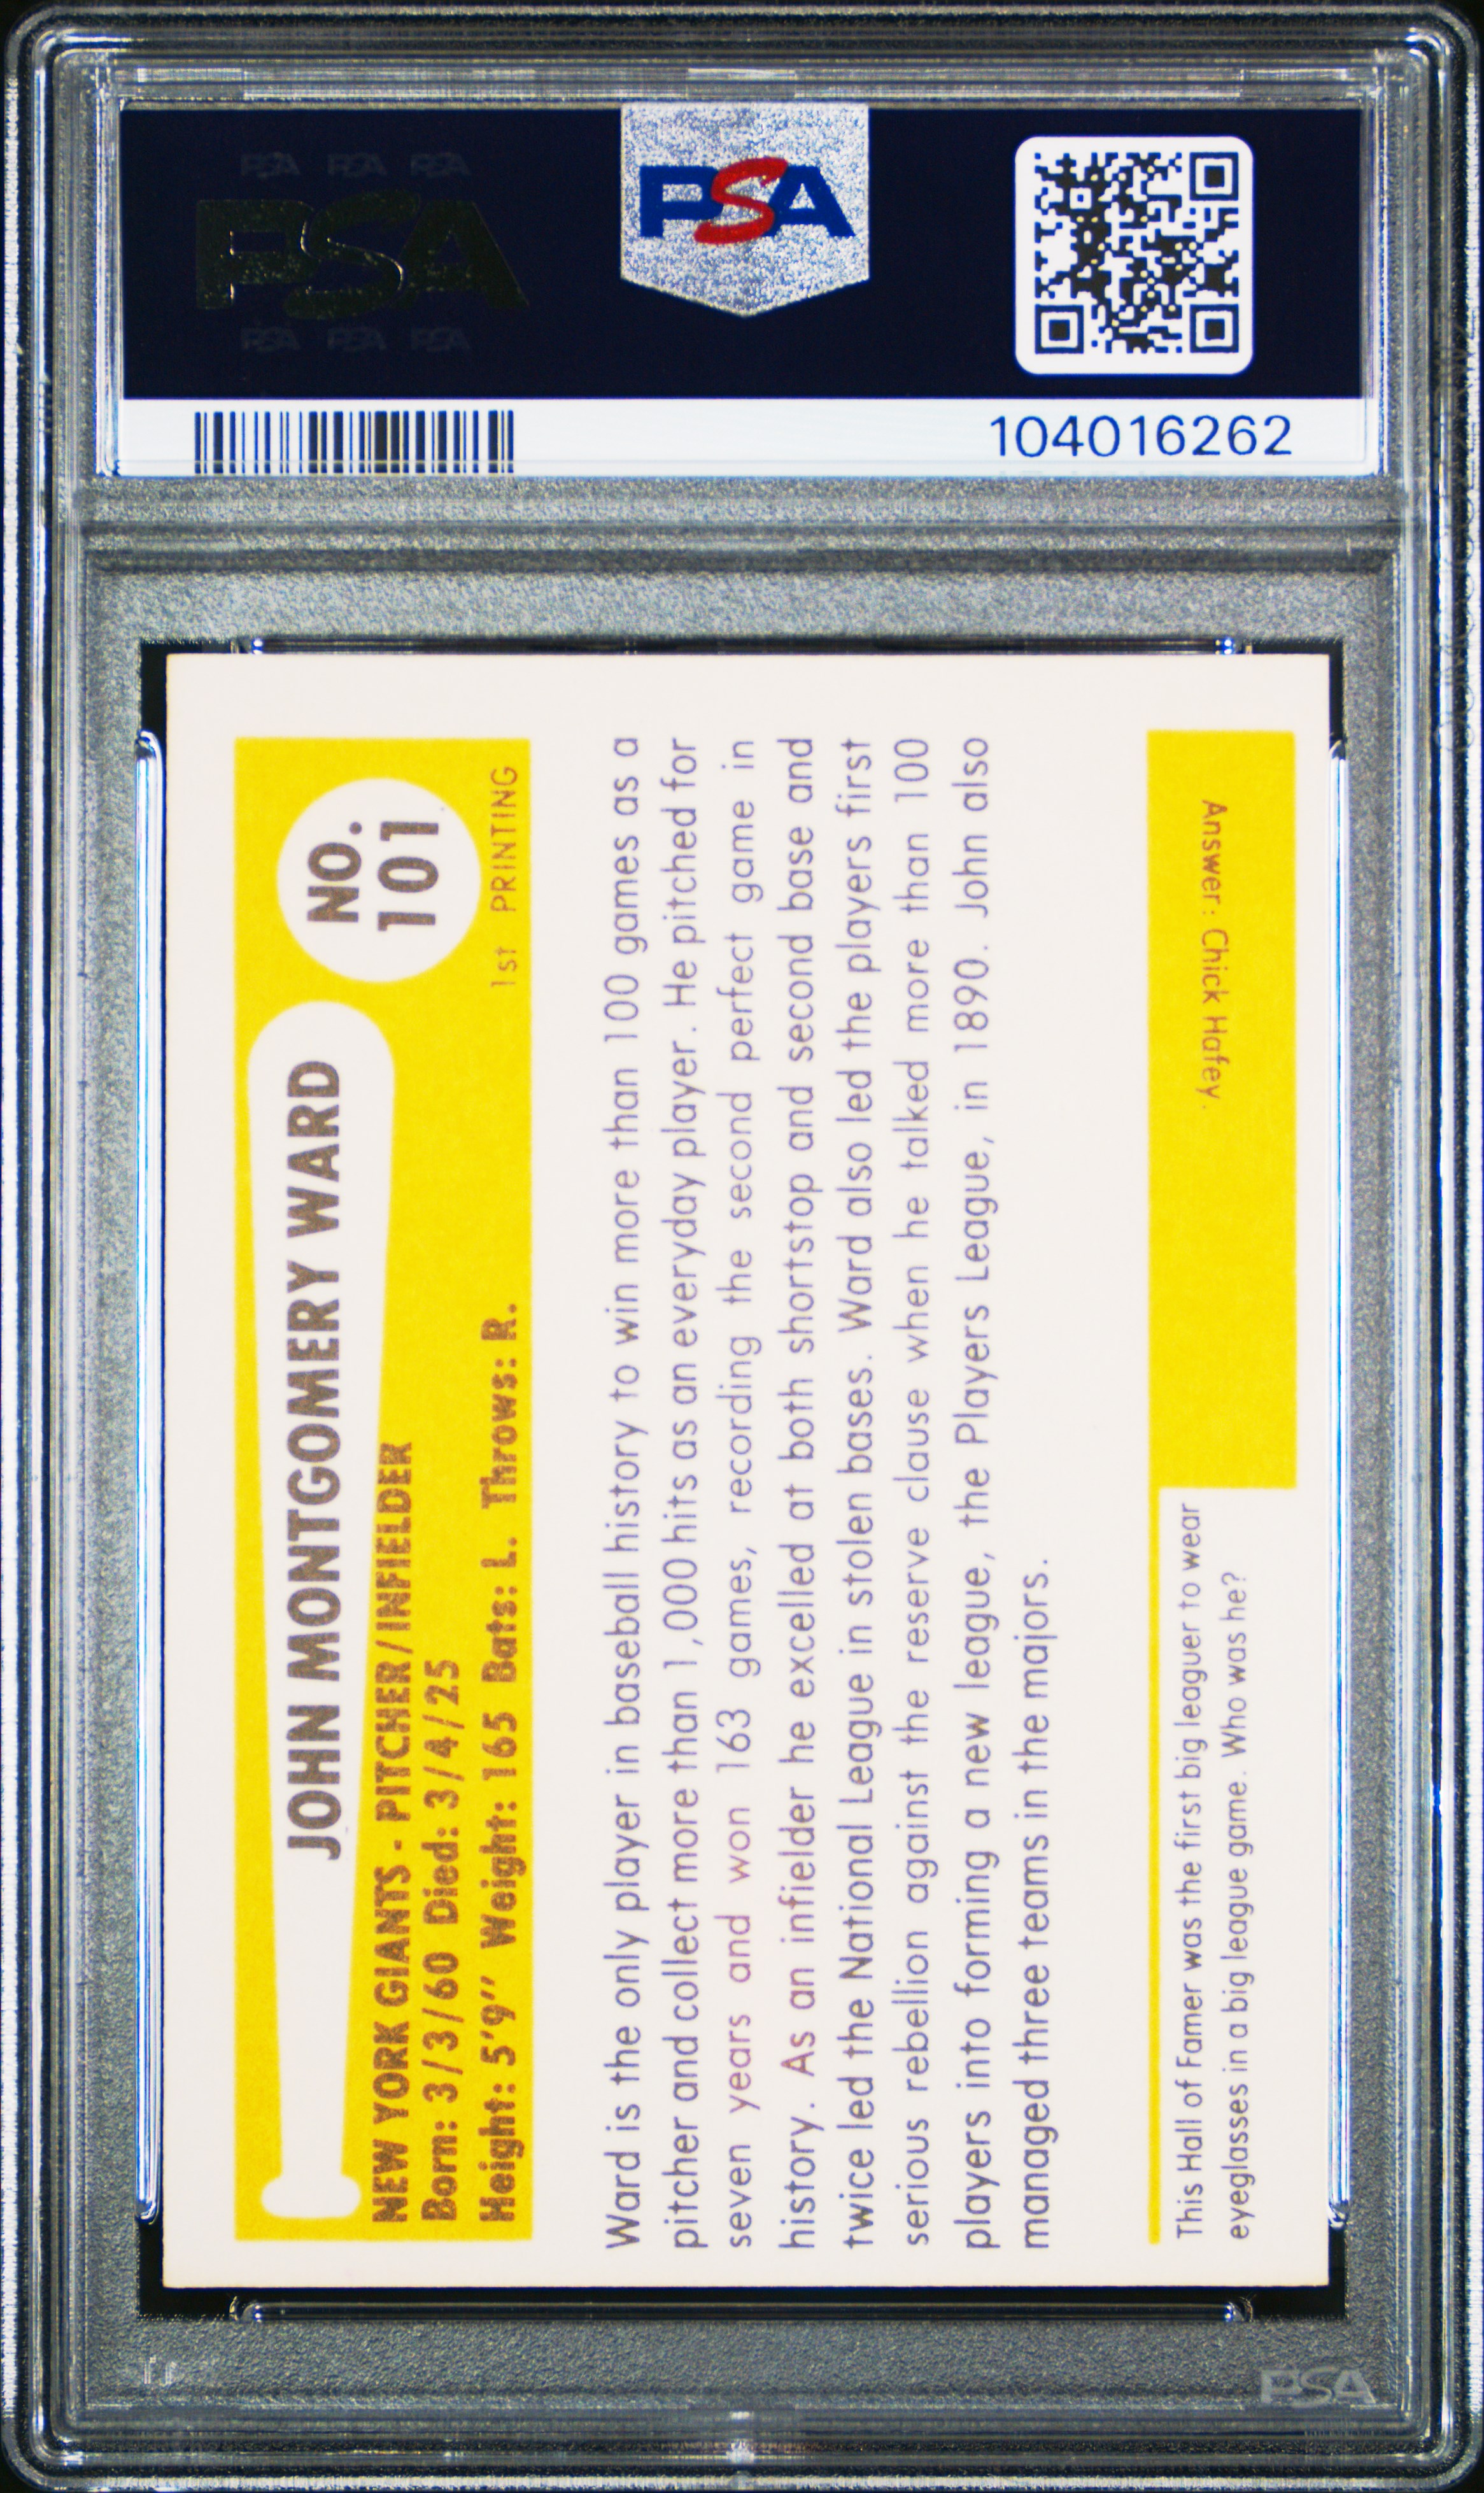 PSA PSA PSA
PSA
PSA PSA PSA
PSA
104016262
JOHN MONTGOMERY WARD
NO.
101
NEW YORK GIANTS - PITCHER/INFIELDER
Born: 3/3/60 Died: 3/4/25
Height: 5'9'' Weight: 165 Bats: L. Throws: R.
1st PRINTING
Ward is the only player in baseball history to win more than 100 games as a
pitcher and collect more than 1,000 hits as an everyday player. He pitched for
seven years and won 163 games, recording the second perfect game in
history. As an infielder he excelled at both shortstop and second base and
twice led the National League in stolen bases. Ward also led the players first
serious rebellion against the reserve clause when he talked more than 100
players into forming a new league, the Players League, in 1890. John also
managed three teams in the majors.
This Hall of Famer was the first big leaguer to wear
eyeglasses in a big league game. Who was he?
Answer: Chick Hafey.
PSA